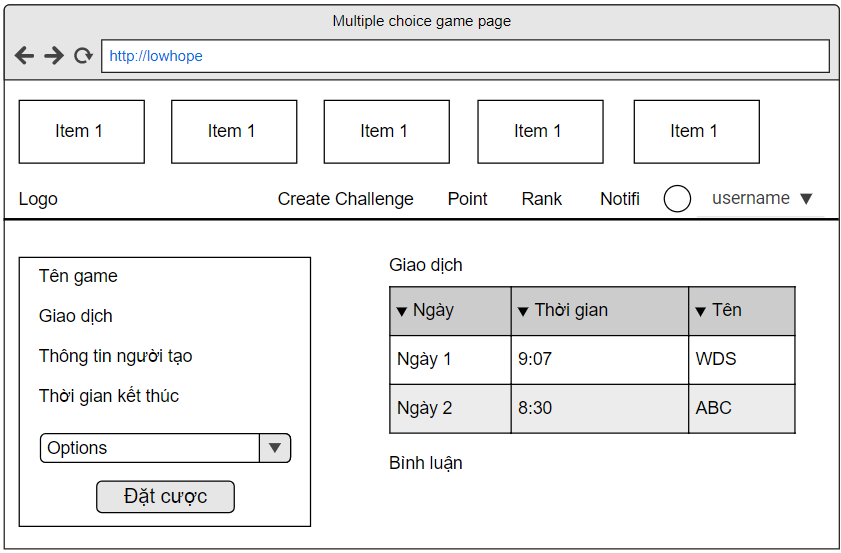 Multiple choice game page
http://lowhope
Item 1 Item 1 Item 1 Item 1 Item 1
Logo Create Challenge Point Rank Notifi username
Tên game
Giao dịch
Thông tin người tạo
Thời gian kết thúc
Options
Đặt cược
Giao dịch
Ngày Thời gian Tên
Ngày 1 9:07 WDS
Ngày 2 8:30 ABC
Bình luận